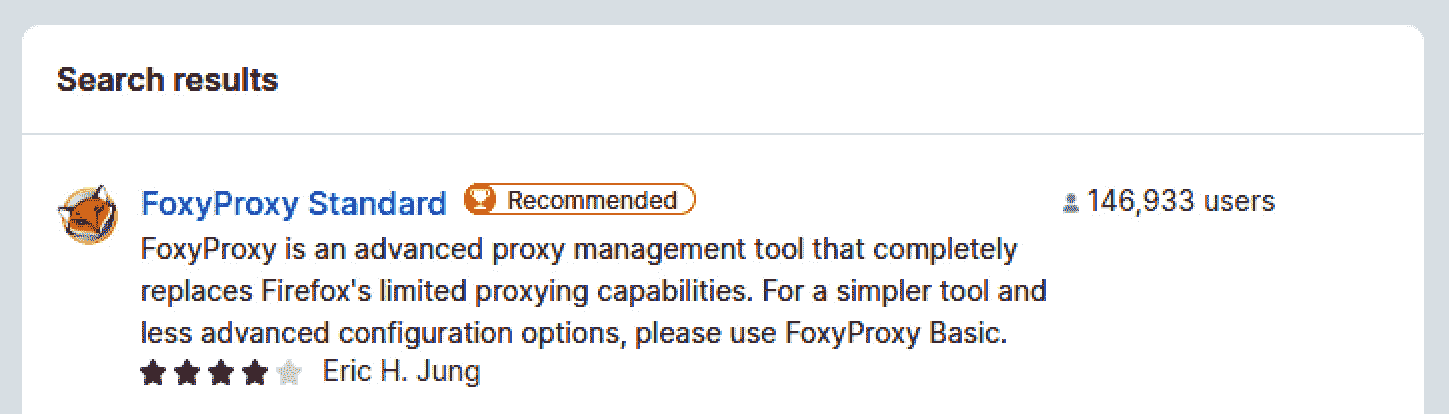 Search results
FoxyProxy Standard Recommended 146,933 users
FoxyProxy is an advanced proxy management tool that completely
replaces Firefox's limited proxying capabilities. For a simpler tool and
less advanced configuration options, please use FoxyProxy Basic.
Eric H. Jung